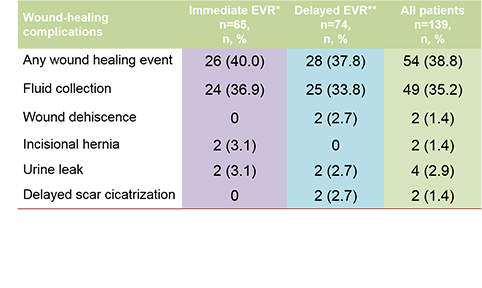 Wound-healing Immediate EVR* Delayed EVR** All patients
complications n=65, n=74, n=139,
n, % n, % n, %
Any wound healing event 26 (40.0) 28 (37.8) 54 (38.8)
Fluid collection 24 (36.9) 25 (33.8) 49 (35.2)
Wound dehiscence 0 2 (2.7) 2 (1.4)
Incisional hernia 2 (3.1) 0 2 (1.4)
Urine leak 2 (3.1) 2 (2.7) 4 (2.9)
Delayed scar cicatrization 0 2 (2.7) 2 (1.4)